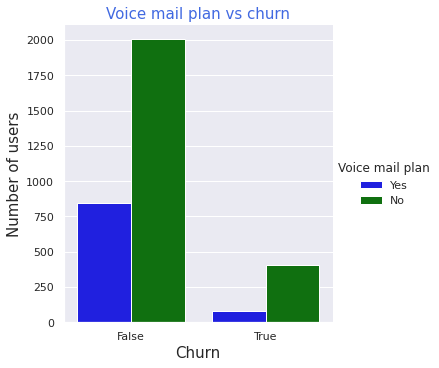 Voice mail plan vs churn
2000
1750
1500
1250
1000
750
500
250
0
Number of users
False
True
Churn
Voice mail plan
Yes
No